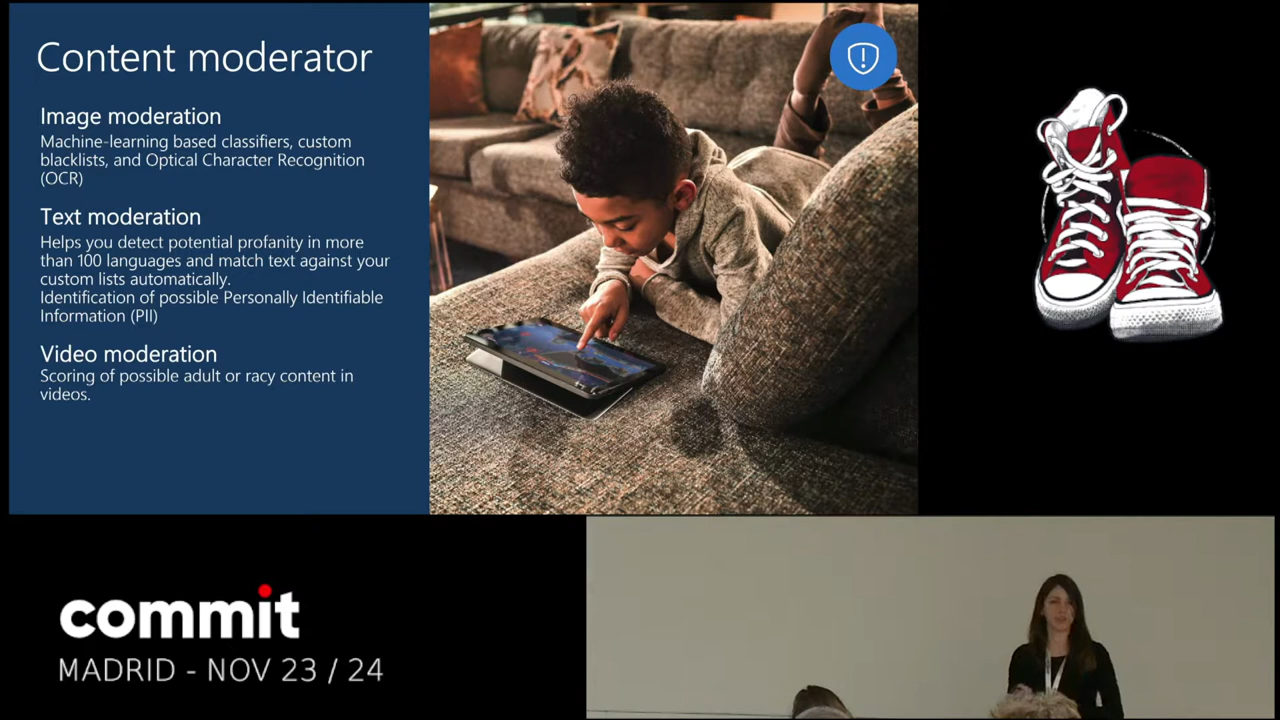 Content moderator
Image moderation
Machine-learning based classifiers, custom
blacklists, and Optical Character Recognition
(OCR)
Text moderation
Helps you detect potential profanity in more
than 100 languages and match text against your
custom lists automatically.
Identification of possible Personally Identifiable
Information (PII)
Video moderation
Scoring of possible adult or racy content in
videos.
commit
MADRID - NOV 23 / 24